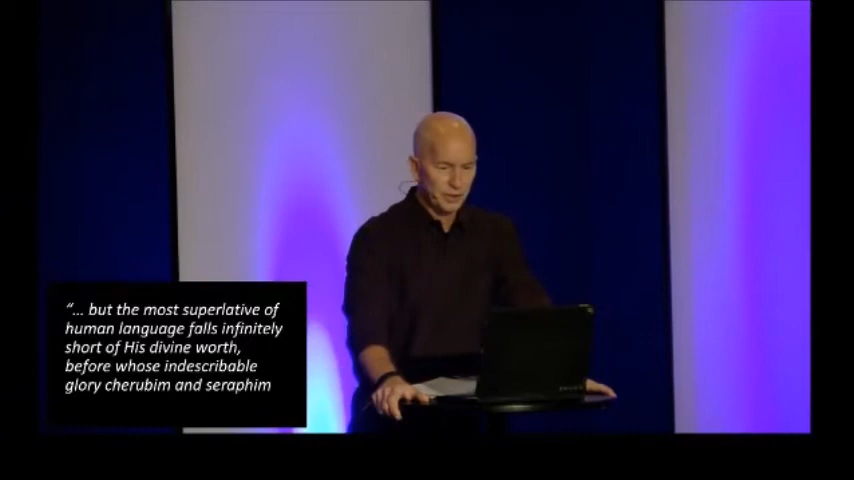 “... but the most superlative of
human language falls infinitely
short of His divine worth,
before whose indescribable
glory cherubim and seraphim